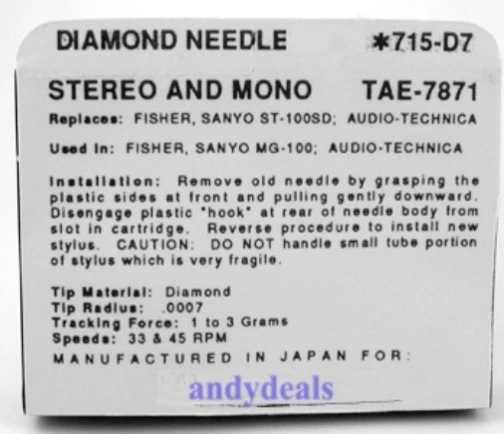 DIAMOND NEEDLE *715-D7
STEREO AND MONO TAE-7871
Replaces: FISHER, SANYO ST-100SD; AUDIO-TECHNICA
Used In: FISHER, SANYO MG-100; AUDIO-TECHNICA
Installation: Remove old needle by grasping the
plastic sides at front and pulling gently downward.
Disengage plastic "hook" at rear of needle body from
slot in cartridge. Reverse procedure to install new
stylus. CAUTION: DO NOT handle small tube portion
of stylus which is very fragile.
Tip Material: Diamond
Tip Radius: .0007
Tracking Force: 1 to 3 Grams
Speeds: 33 & 45 RPM
MANUFACTURED IN JAPAN FOR:
andydeals